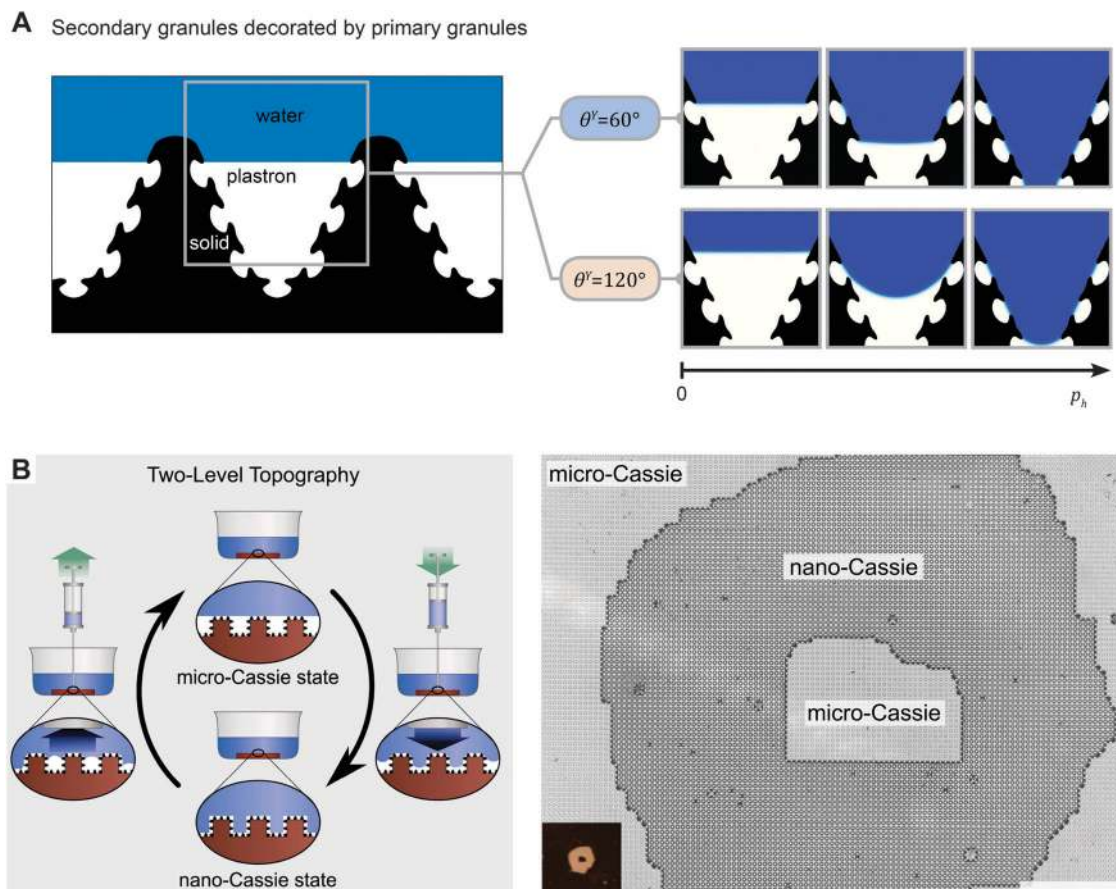 A Secondary granules decorated by primary granules
water
plastron
solid
θʸ=60°
θʸ=120°
0
pₕ
B
Two-Level Topography
micro-Cassie state
nano-Cassie state
micro-Cassie
nano-Cassie
micro-Cassie